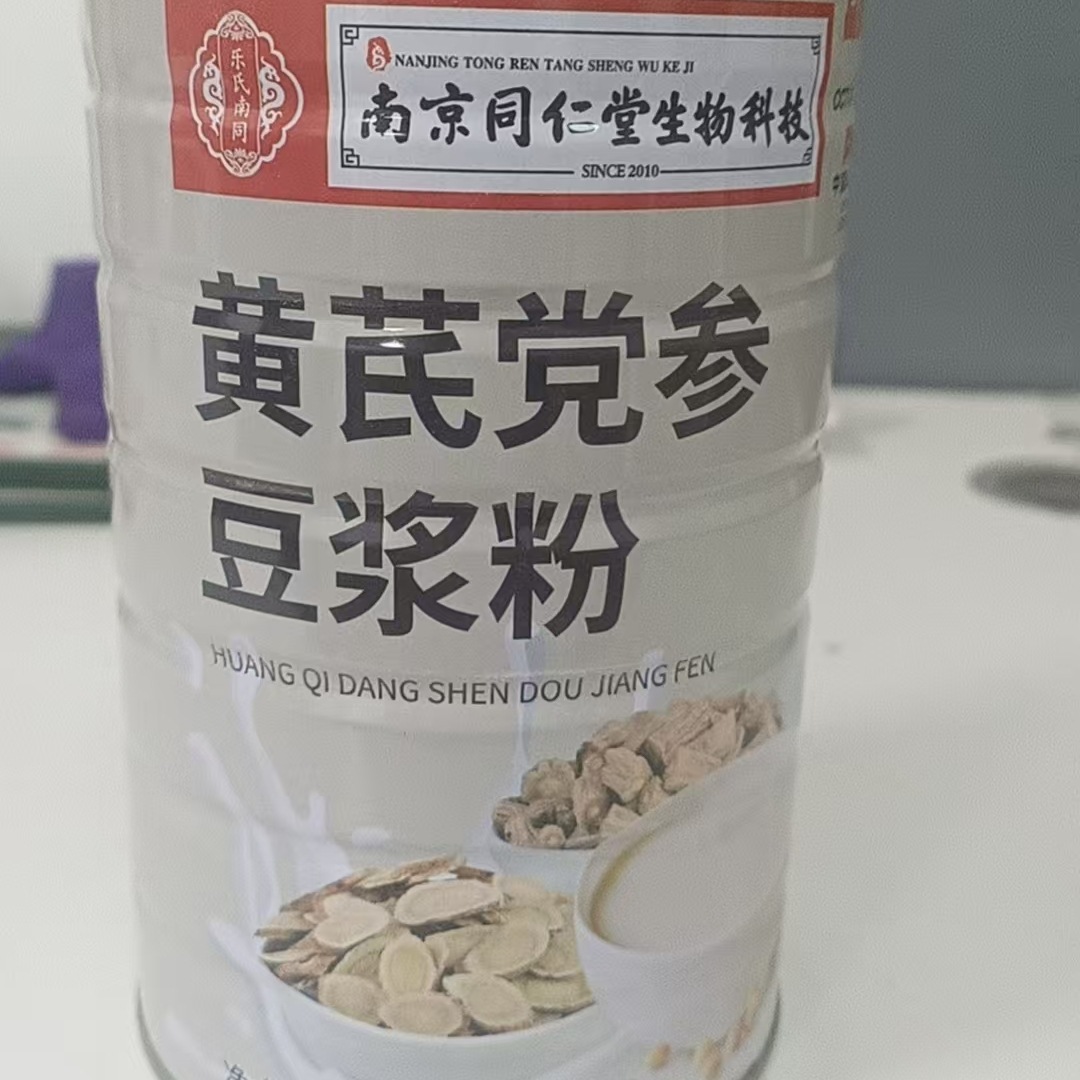 乐氏南同
NANJING TONG REN TANG SHENG WU KE JI
南京同仁堂生物科技
SINCE 2010
黄芪党参
豆浆粉
HUANG QI DANG SHEN DOU JIANG FEN